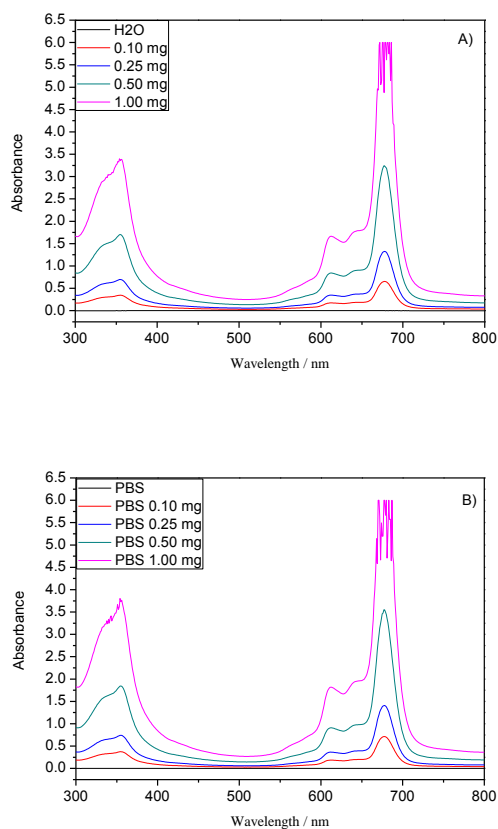 A)
H2O
0.10 mg
0.25 mg
0.50 mg
1.00 mg
6.5
6.0
5.5
5.0
4.5
4.0
3.5
3.0
2.5
2.0
1.5
1.0
0.5
0.0
Absorbance
300 400 500 600 700 800
Wavelength / nm
B)
PBS
PBS 0.10 mg
PBS 0.25 mg
PBS 0.50 mg
PBS 1.00 mg
6.5
6.0
5.5
5.0
4.5
4.0
3.5
3.0
2.5
2.0
1.5
1.0
0.5
0.0
Absorbance
300 400 500 600 700 800
Wavelength / nm